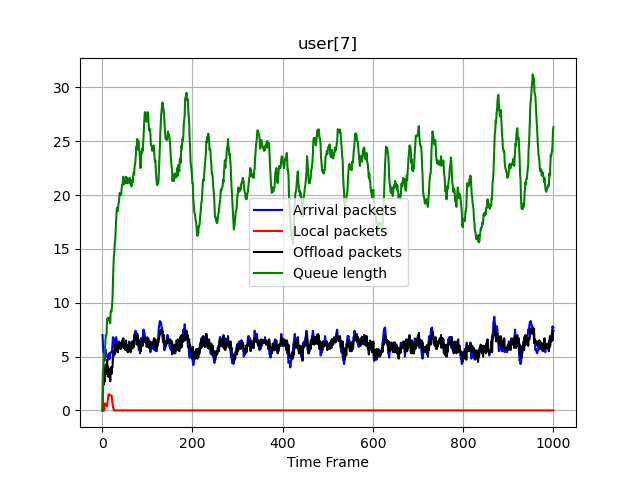 user[7]
30
25
20
15
10
5
0
Arrival packets
Local packets
Offload packets
Queue length
0 200 400 600 800 1000
Time Frame